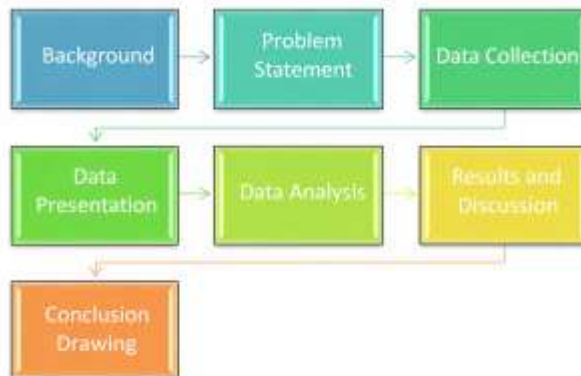 Background
Problem
Statement
Data Collection
Data
Presentation
Data Analysis
Results and
Discussion
Conclusion
Drawing